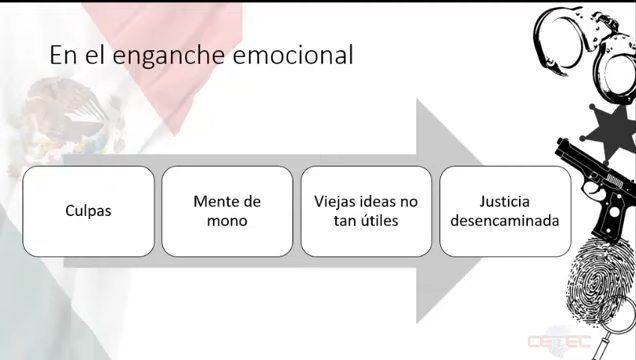 En el enganche emocional
Culpas
Mente de
mono
Viejas ideas no
tan útiles
Justicia
desencaminada
CETEC